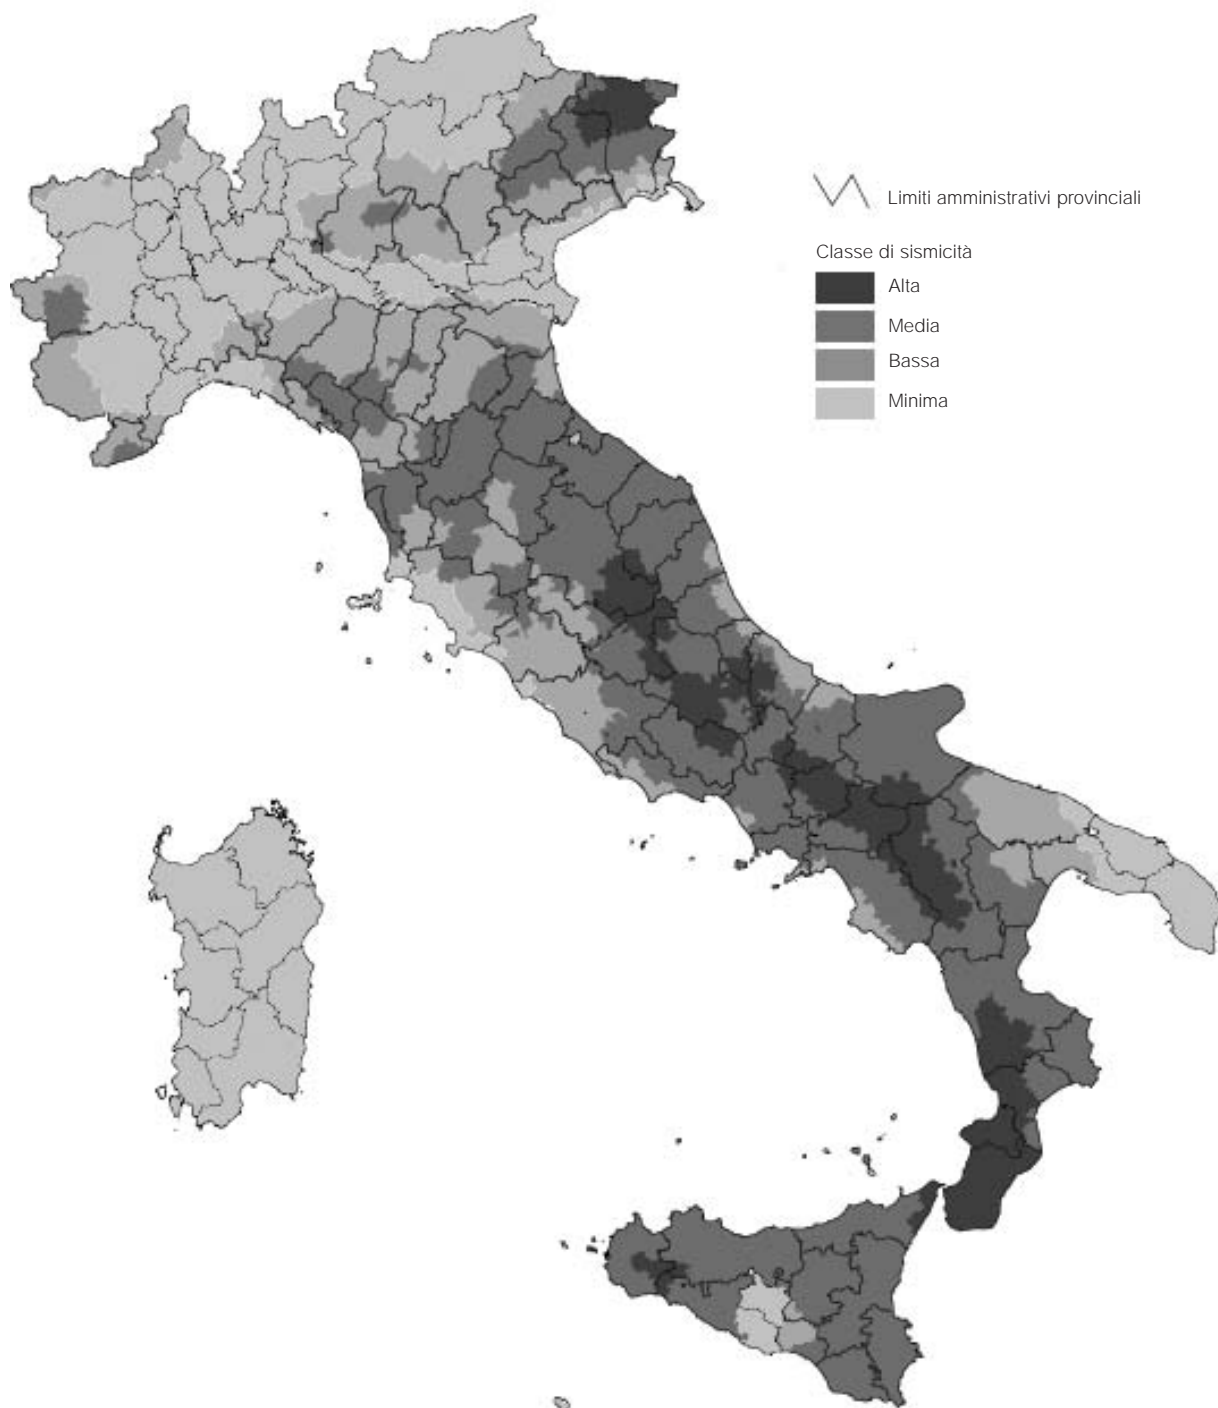 Limiti amministrativi provinciali
Classe di sismicità
Alta
Media
Bassa
Minima